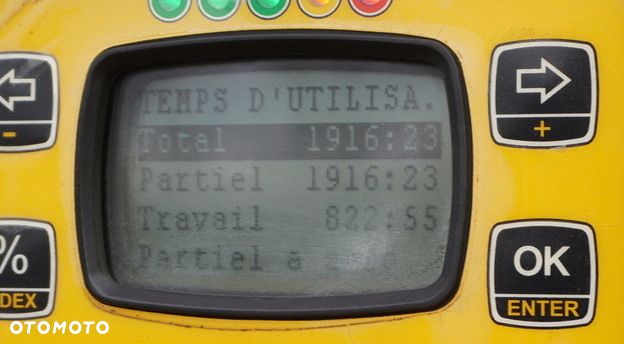 TEMPS D'UTILISA.
Total 1916:23
Partiel 1916:23
Travail 822:55
Partiel a
-
+
%
DEX
OK
ENTER
OTOMOTO